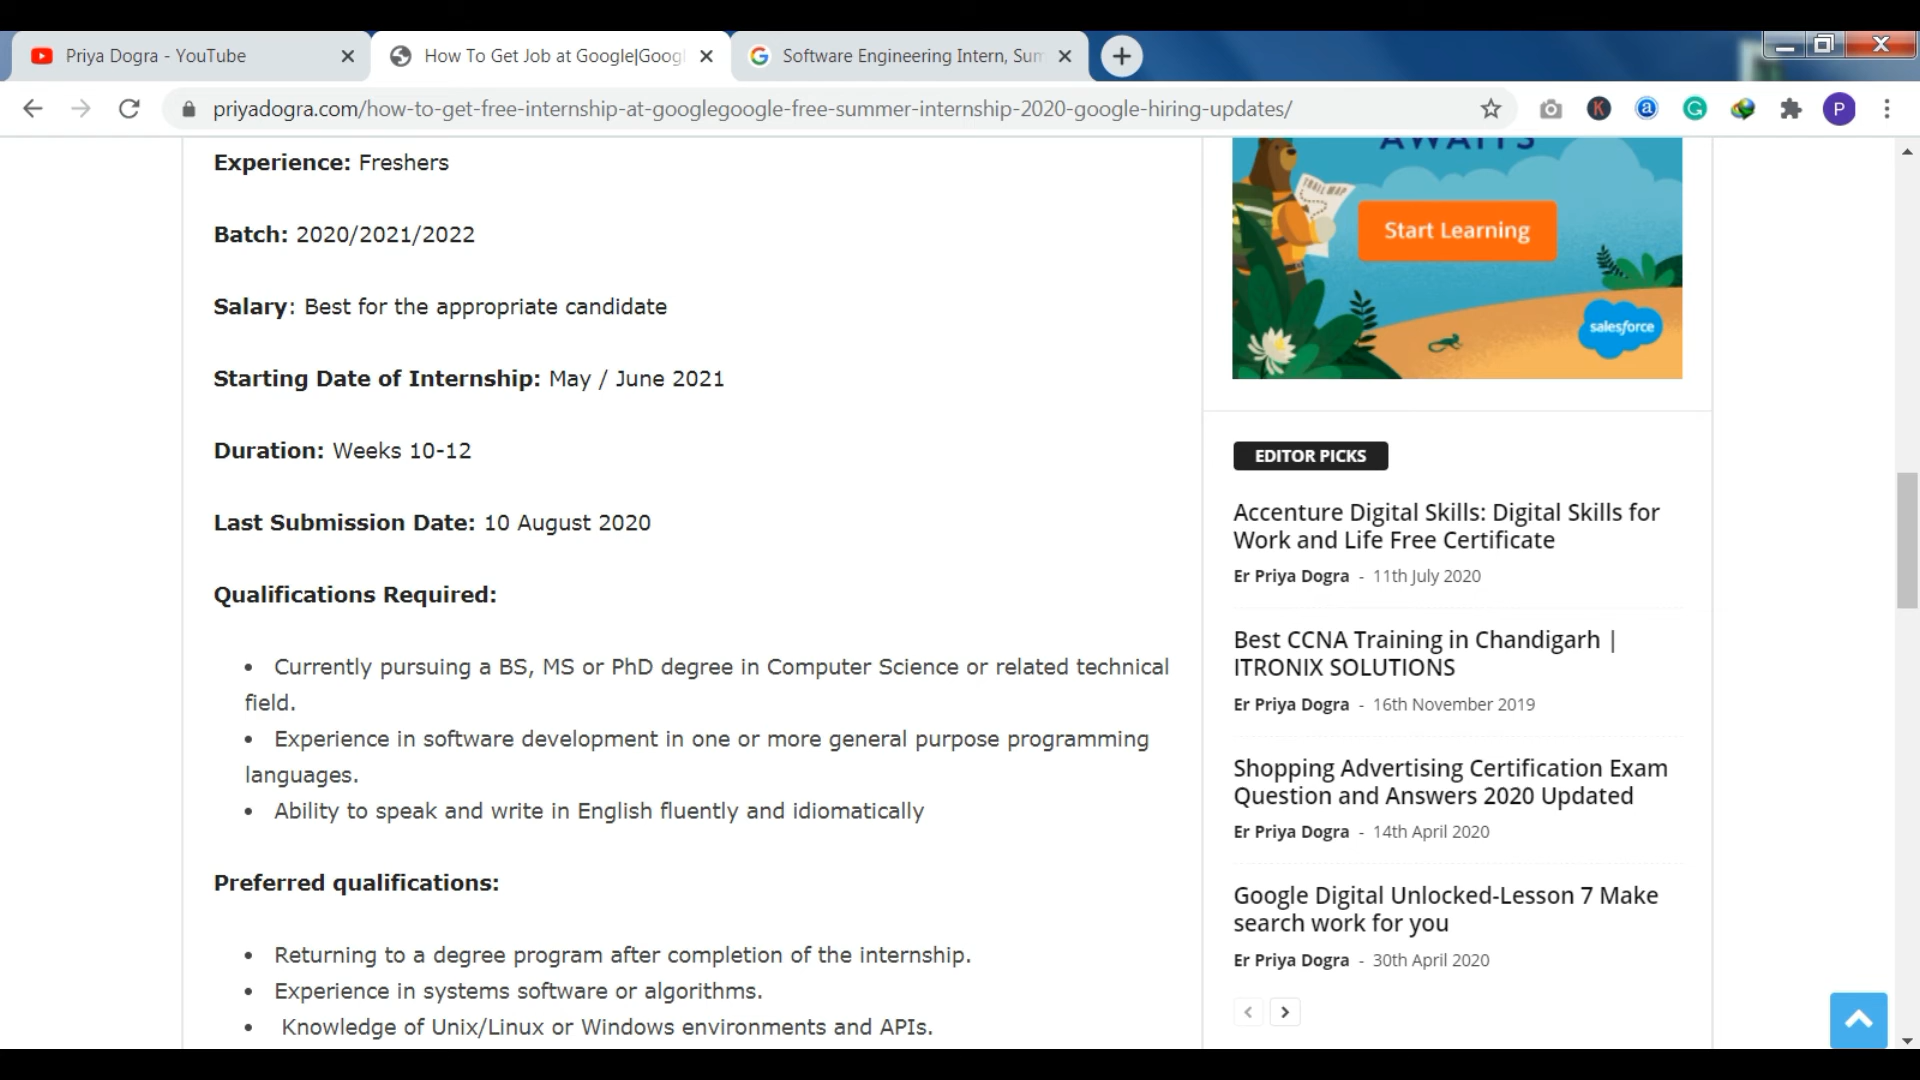 Priya Dogra - YouTube
How To Get Job at Google|Goog
Software Engineering Intern, Sum
priyadogra.com/how-to-get-free-internship-at-googlegoogle-free-summer-internship-2020-google-hiring-updates/
P
Experience: Freshers
Batch: 2020/2021/2022
Salary: Best for the appropriate candidate
Starting Date of Internship: May / June 2021
Duration: Weeks 10-12
Last Submission Date: 10 August 2020
Qualifications Required:
• Currently pursuing a BS, MS or PhD degree in Computer Science or related technical
field.
• Experience in software development in one or more general purpose programming
languages.
• Ability to speak and write in English fluently and idiomatically
Preferred qualifications:
• Returning to a degree program after completion of the internship.
• Experience in systems software or algorithms.
• Knowledge of Unix/Linux or Windows environments and APIs.
AWAITS
TRAIL MAP
Start Learning
salesforce
EDITOR PICKS
Accenture Digital Skills: Digital Skills for
Work and Life Free Certificate
Er Priya Dogra - 11th July 2020
Best CCNA Training in Chandigarh |
ITRONIX SOLUTIONS
Er Priya Dogra - 16th November 2019
Shopping Advertising Certification Exam
Question and Answers 2020 Updated
Er Priya Dogra - 14th April 2020
Google Digital Unlocked-Lesson 7 Make
search work for you
Er Priya Dogra - 30th April 2020